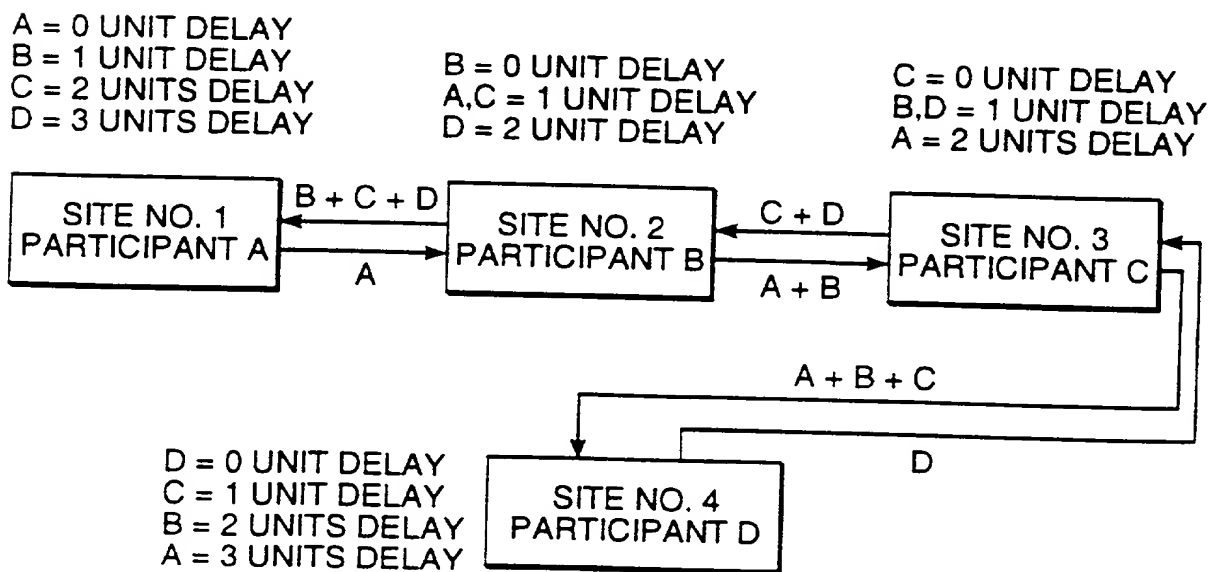 A = 0 UNIT DELAY
B = 1 UNIT DELAY
C = 2 UNITS DELAY
D = 3 UNITS DELAY
B = 0 UNIT DELAY
A,C = 1 UNIT DELAY
D = 2 UNIT DELAY
C = 0 UNIT DELAY
B,D = 1 UNIT DELAY
A = 2 UNITS DELAY
SITE NO. 1
PARTICIPANT A
B + C + D
A
SITE NO. 2
PARTICIPANT B
C + D
A + B
SITE NO. 3
PARTICIPANT C
A + B + C
D
D = 0 UNIT DELAY
C = 1 UNIT DELAY
B = 2 UNITS DELAY
A = 3 UNITS DELAY
SITE NO. 4
PARTICIPANT D